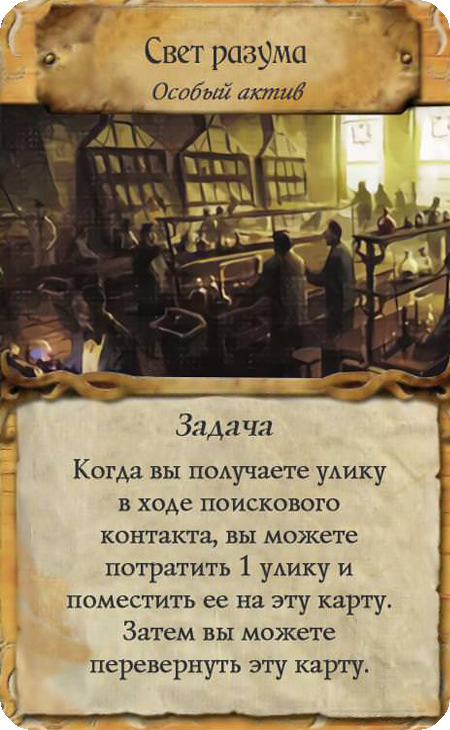 Свет разума
Особый актив
Задача
Когда вы получаете улику
в ходе поискового
контакта, вы можете
потратить 1 улику и
поместить ее на эту карту.
Затем вы можете
перевернуть эту карту.